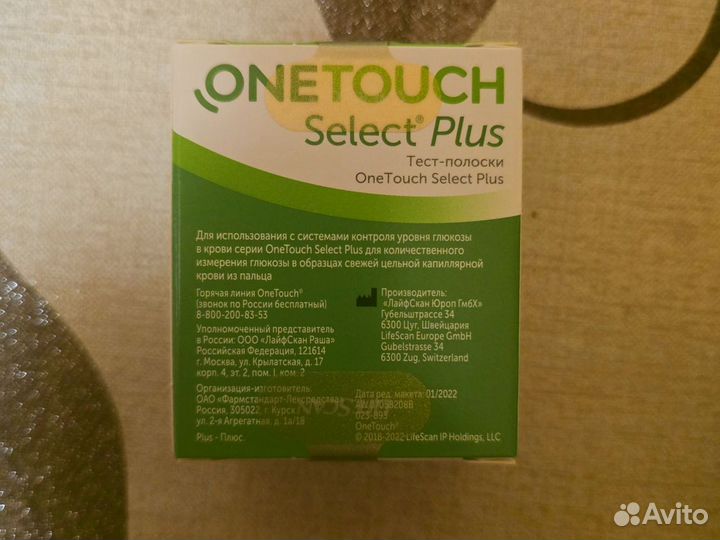 ONETOUCH
Select® Plus
Тест-полоски
OneTouch Select Plus
Для использования с системами контроля уровня глюкозы
в крови серии OneTouch Select Plus для количественного
измерения глюкозы в образцах свежей цельной капиллярной
крови из пальца
Горячая линия OneTouch®
(звонок по России бесплатный)
8-800-200-83-53
Уполномоченный представитель
в России: ООО «ЛайфСкан Раша»
Российская Федерация, 121614
г. Москва, ул. Крылатская, д. 17
корп. 4, эт. 2, пом. I, ком. 2
Организация-изготовитель:
ОАО «Фармстандарт-Лексредства»
Россия, 305022, г. Курск
ул. 2-я Агрегатная, д. 1а/18
Plus - Плюс.
Производитель:
«ЛайфСкан Юроп ГмбХ»
Губельштрассе 34
6300 Цуг, Швейцария
LifeScan Europe GmbH
Gubelstrasse 34
6300 Zug, Switzerland
Дата ред. макета: 01/2022
023-893
OneTouch®
© 2018-2022 LifeScan IP Holdings, LLC
Avito